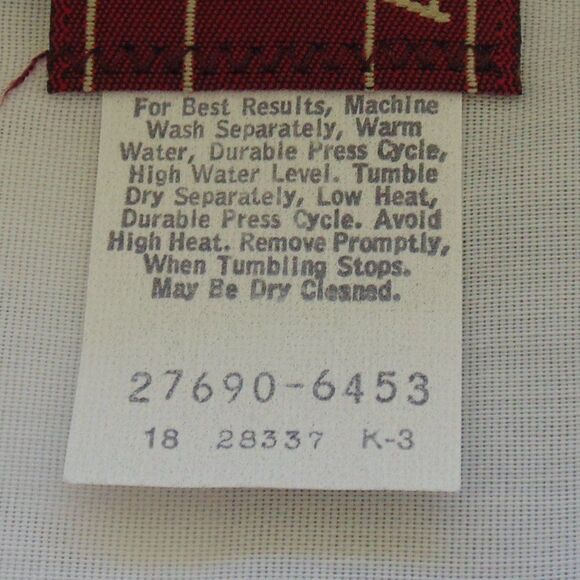 For Best Results, Machine
Wash Separately, Warm
Water, Durable Press Cycle,
High Water Level. Tumble
Dry Separately, Low Heat,
Durable Press Cycle. Avoid
High Heat. Remove Promptly,
When Tumbling Stops.
May Be Dry Cleaned.
27690-6453
18 28337 K-3